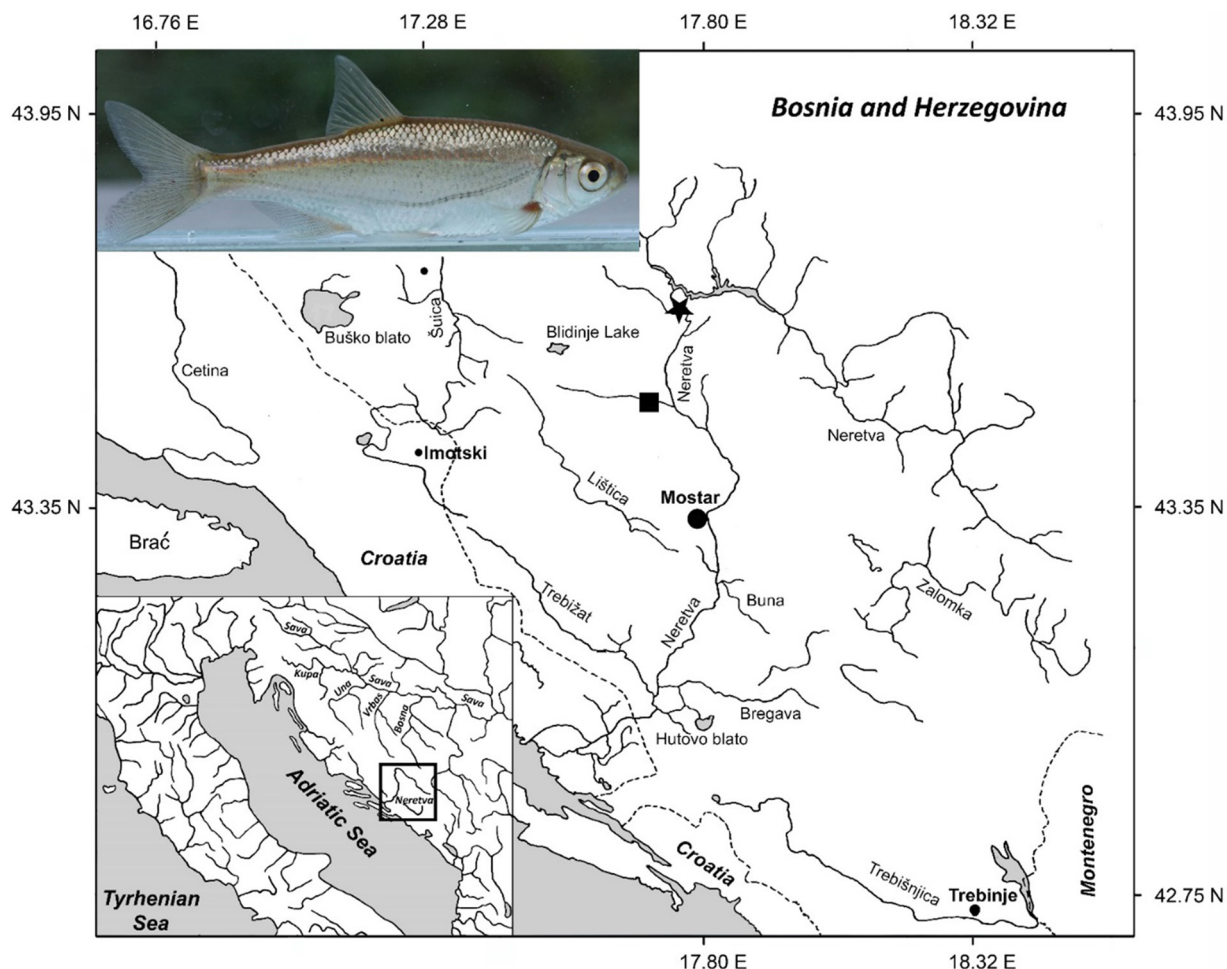 16.76 E
17.28 E
17.80 E
18.32 E
43.95 N
Bosnia and Herzegovina
43.95 N
Šuica
Buško blato
Blidinje Lake
Neretva
Cetina
Neretva
Imotski
Lištica
Mostar
43.35 N
43.35 N
Brać
Croatia
Trebižat
Neretva
Buna
Zalomka
Sava
Kupa
Una
Sava
Vrbas
Bosna
Sava
Bregava
Hutovo blato
Neretva
Adriatic Sea
Croatia
Montenegro
Trebišnjica
Trebinje
42.75 N
Tyrhenian
Sea
17.80 E
18.32 E